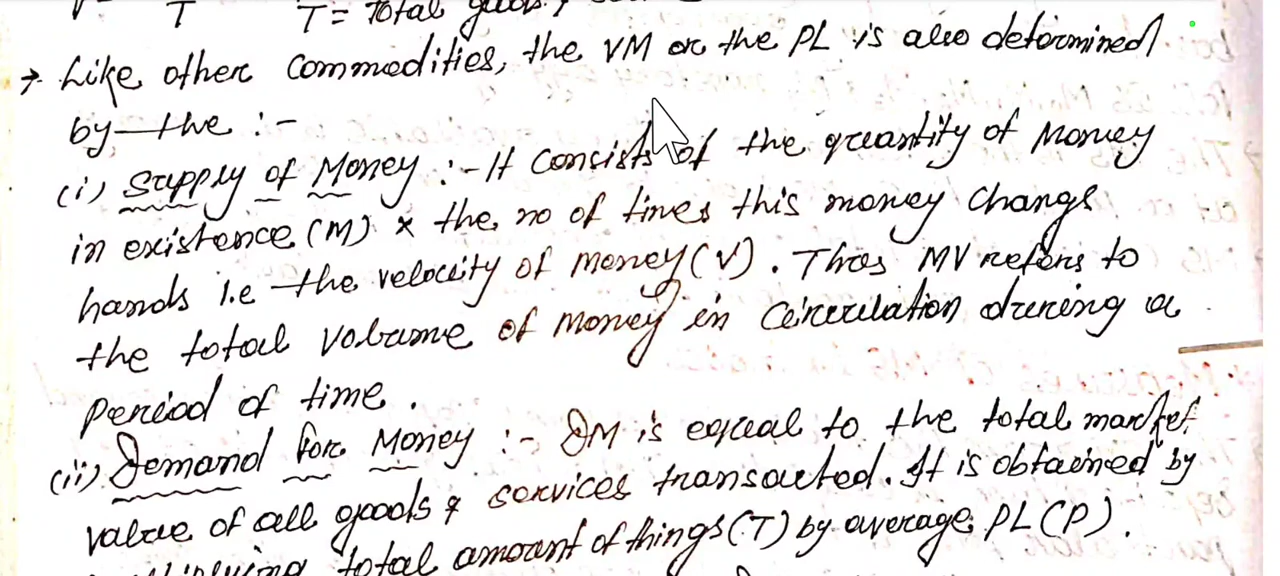 T T = Total goods &
→ Like other commodities, the VM or the PL is also determined
by the :-
(i) Supply of Money :- It consists of the quantity of Money
in existence (M) × the no of times this money changs
hands i.e the velocity of money (V). Thus MV refers to
the total volume of money in circulation during a
period of time.
(ii) Demand for Money :- DM is equal to the total market
value of all goods & services transacted. It is obtained by
total amount of things (T) by average PL (P).